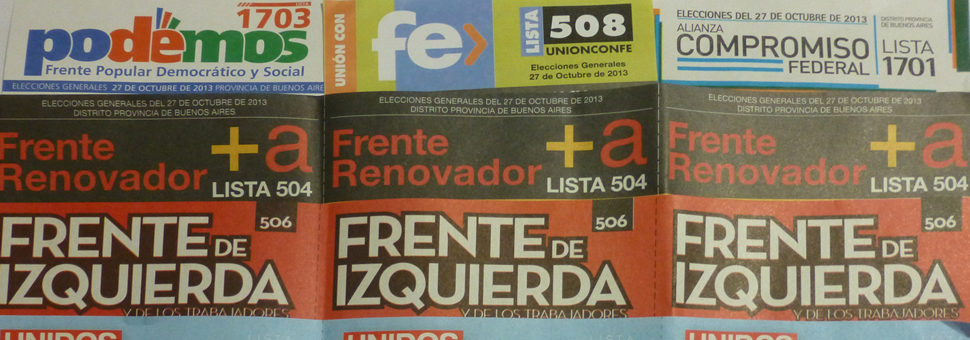 LISTA
1703
podemos
Frente Popular Democrático y Social
ELECCIONES GENERALES 27 DE OCTUBRE DE 2013 PROVINCIA DE BUENOS AIRE
UNIÓN CON
fe
LISTA
508
UNIONCONFE
Elecciones Generales
27 de Octubre de 2013
ELECCIONES DEL 27 DE OCTUBRE DE 2013
ALIANZA
COMPROMISO
FEDERAL
DISTRITO PROVINCIA
DE BUENOS AIRES
LISTA
1701
ELECCIONES GENERALES DEL 27 DE OCTUBRE DE 2013
DISTRITO PROVINCIA DE BUENOS AIRES
Frente
Renovador
+a
LISTA 504
ELECCIONES GENERALES DEL 27 DE OCTUBRE DE 2013
DISTRITO PROVINCIA DE BUENOS AIRES
Frente
Renovador
+a
LISTA 504
ELECCIONES GENERALES DEL 27 DE OCTUBRE DE 2013
DISTRITO PROVINCIA DE BUENOS AIRES
Frente
Renovador
+a
LISTA 504
506
FRENTE DE
IZQUIERDA
Y DE LOS TRABAJADORES
506
FRENTE DE
IZQUIERDA
Y DE LOS TRABAJADORES
506
FRENTE DE
IZQUIERDA
Y DE LOS TRABAJADORES
UNIDOS
UNIDOS
UNIDOS